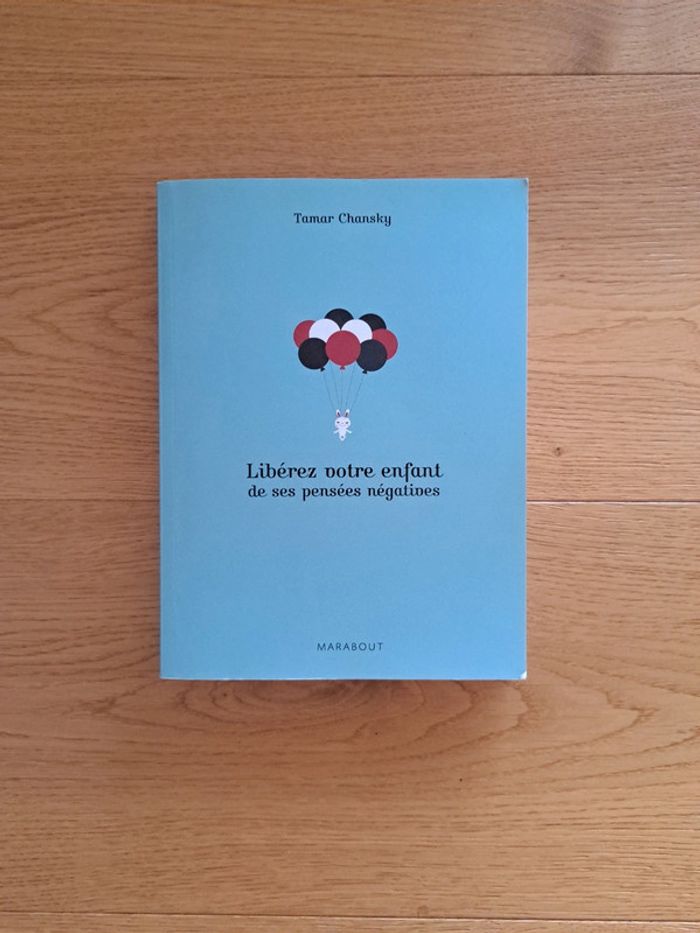 Tamar Chansky
Libérez votre enfant
de ses pensées négatives
MARABOUT